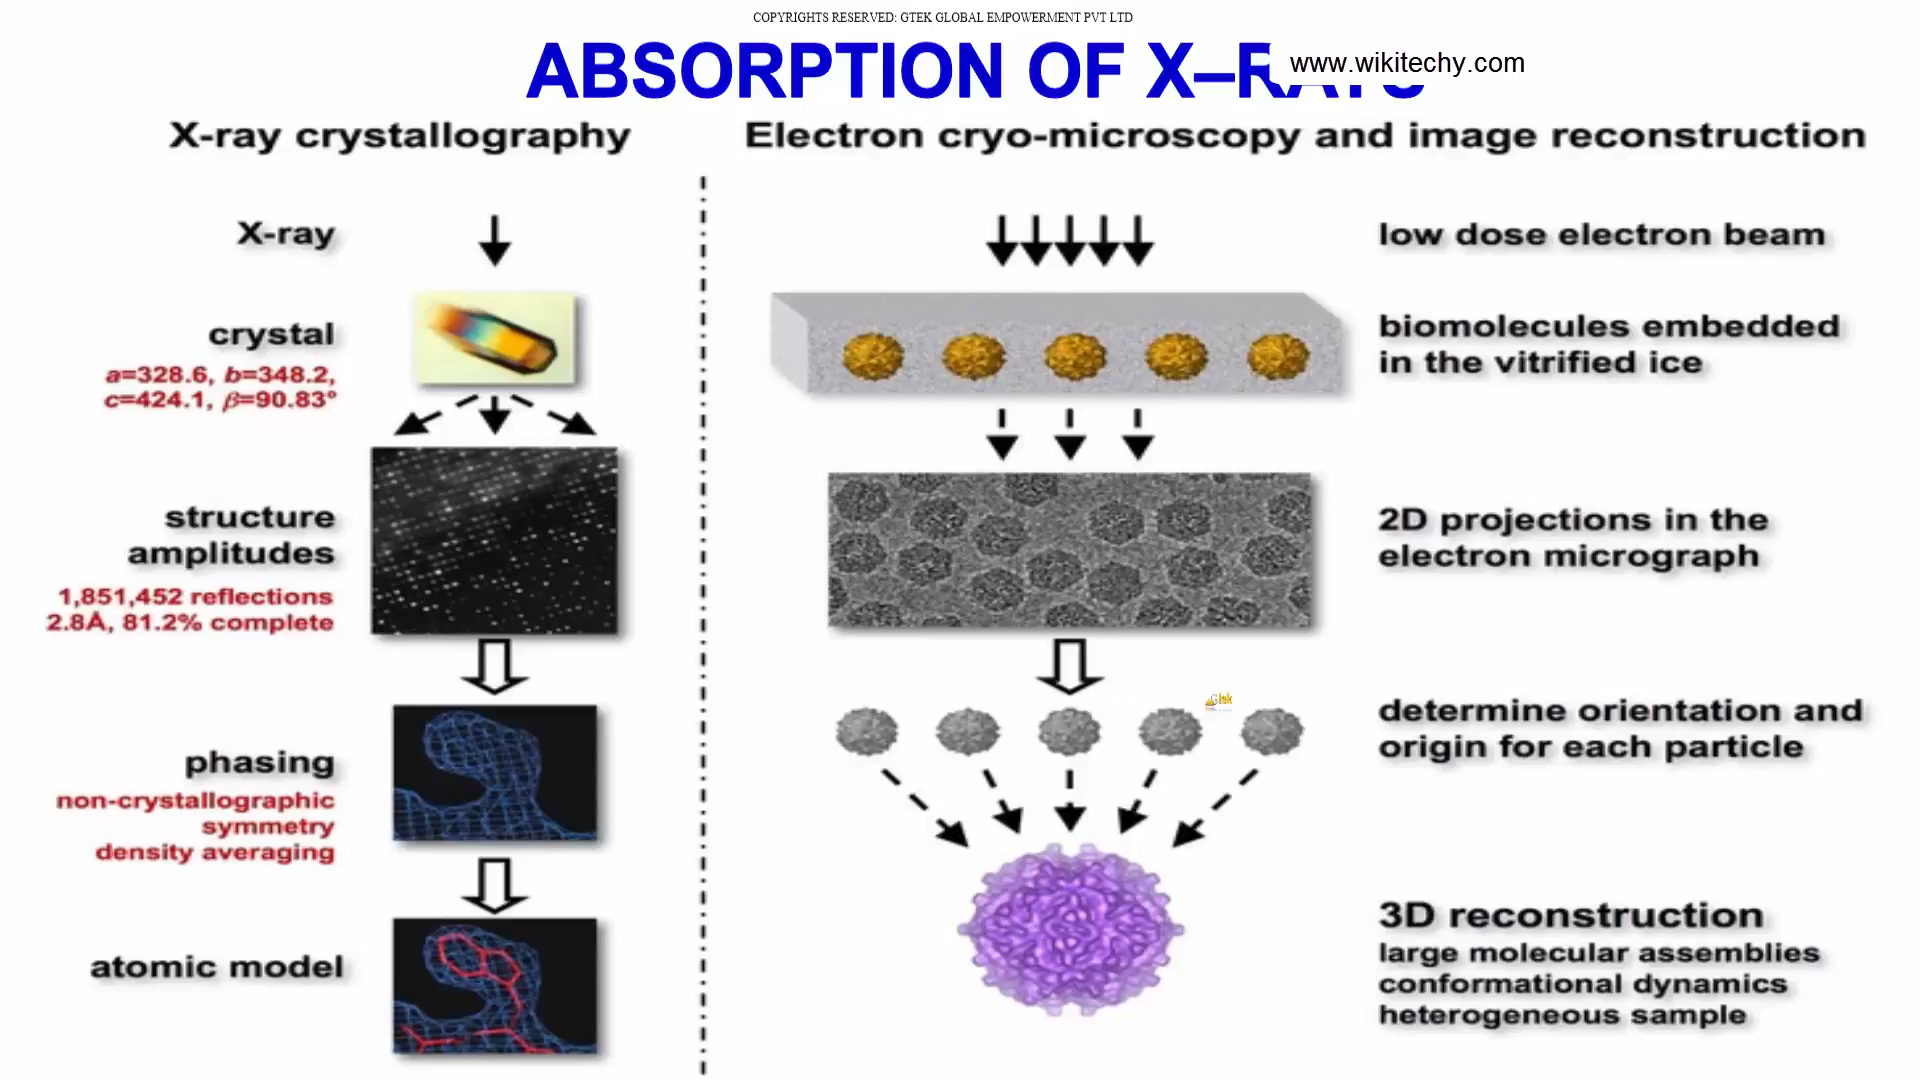 COPYRIGHTS RESERVED: GTEK GLOBAL EMPOWERMENT PVT LTD
ABSORPTION OF X–RAYS
www.wikitechy.com
X-ray crystallography
X-ray
crystal
a=328.6, b=348.2,
c=424.1, β=90.83°
structure
amplitudes
1,851,452 reflections
2.8Å, 81.2% complete
phasing
non-crystallographic
symmetry
density averaging
atomic model
Electron cryo-microscopy and image reconstruction
low dose electron beam
biomolecules embedded
in the vitrified ice
2D projections in the
electron micrograph
Gtek
determine orientation and
origin for each particle
3D reconstruction
large molecular assemblies
conformational dynamics
heterogeneous sample